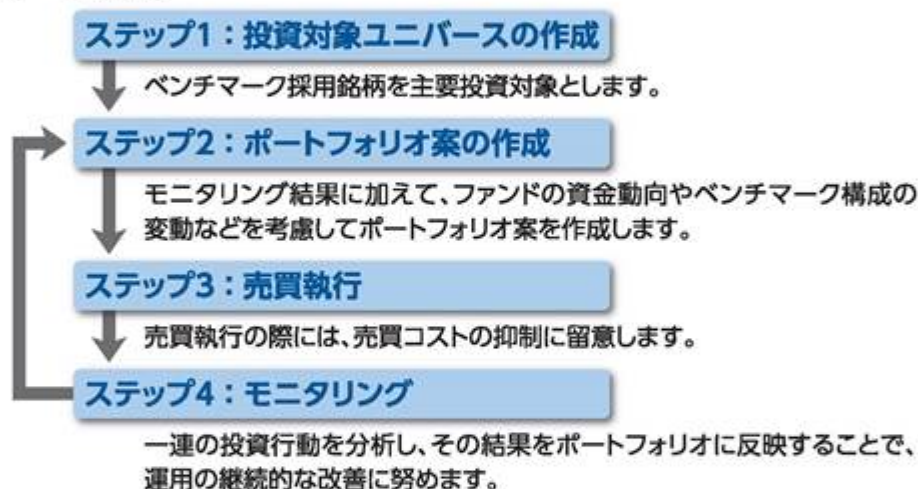 ステップ1：投資対象ユニバースの作成
ベンチマーク採用銘柄を主要投資対象とします。
ステップ2：ポートフォリオ案の作成
モニタリング結果に加えて、ファンドの資金動向やベンチマーク構成の
変動などを考慮してポートフォリオ案を作成します。
ステップ3：売買執行
売買執行の際には、売買コストの抑制に留意します。
ステップ4：モニタリング
一連の投資行動を分析し、その結果をポートフォリオに反映することで、
運用の継続的な改善に努めます。